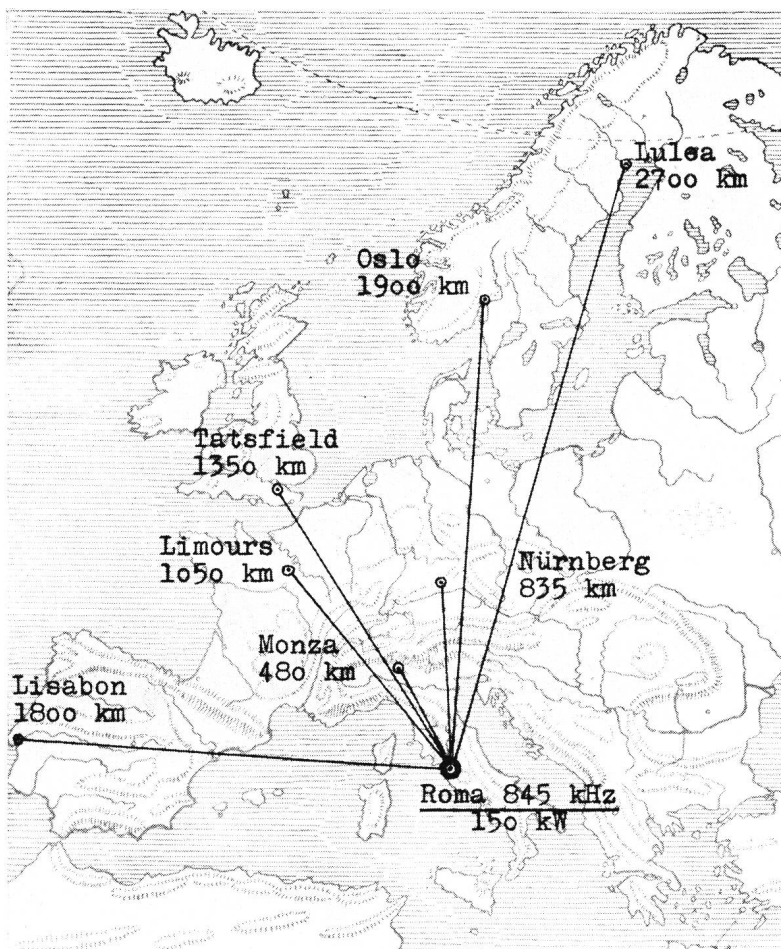 Lulea
27oo km
Oslo
19oo km
Tatsfield
135o km
Limours
1o5o km
Nürnberg
835 km
Monza
48o km
Lisabon
18oo km
Roma 845 kHz
15o kW